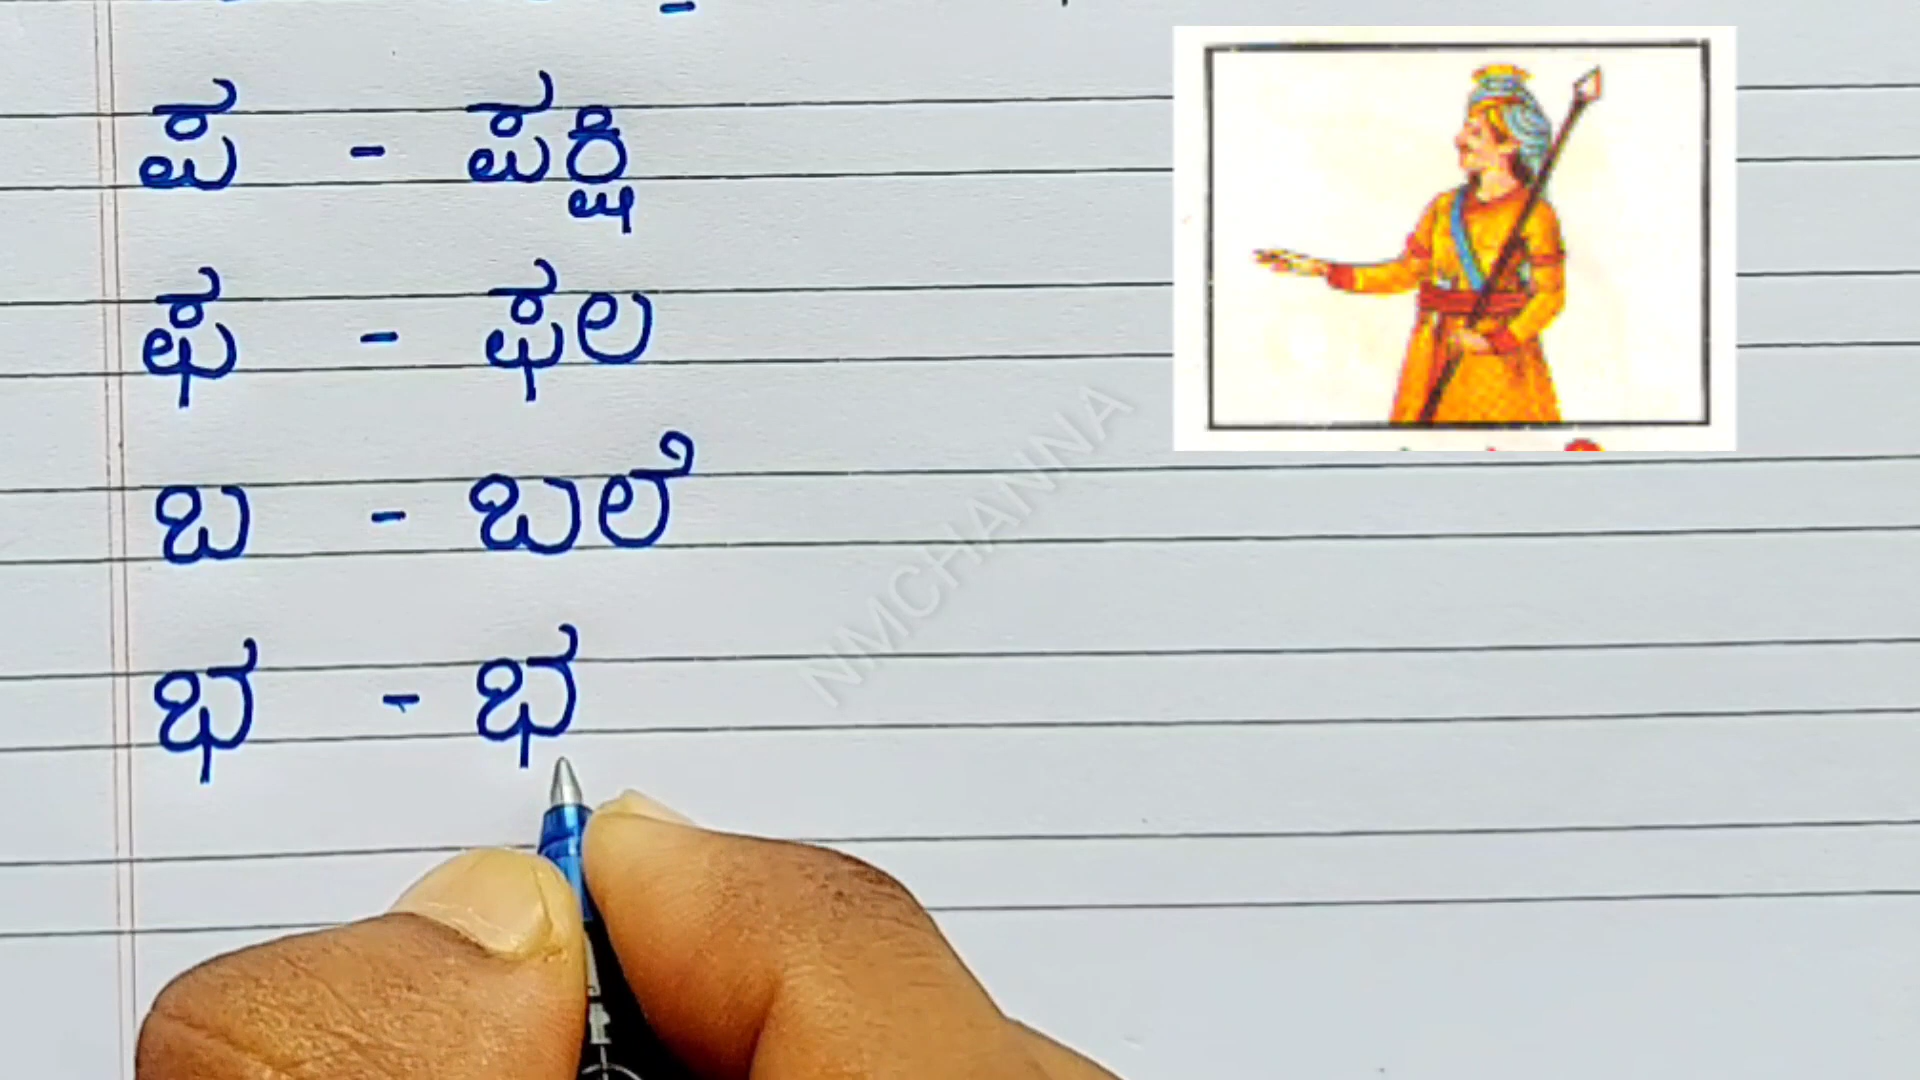 ಪ - ಪಕ್ಷಿ
ಫ - ಫಲ
ಬ - ಬಲೆ
ಭ - ಭ
NMCHANNA